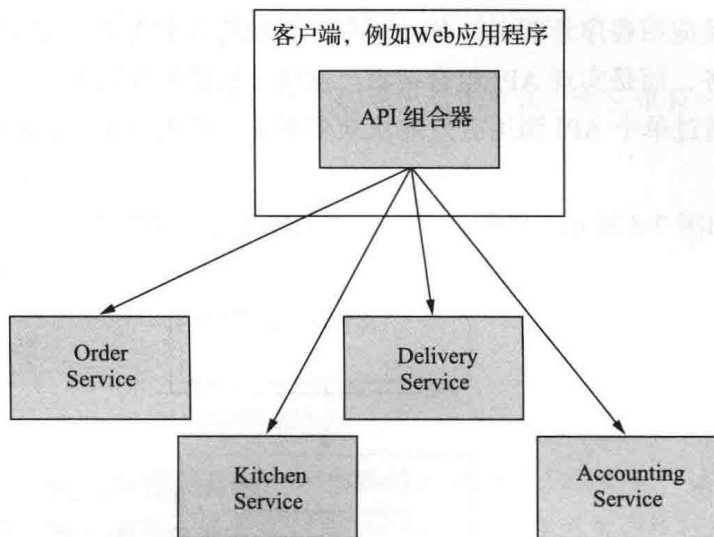 客户端，例如Web应用程序
API 组合器
Order
Service
Delivery
Service
Kitchen
Service
Accounting
Service